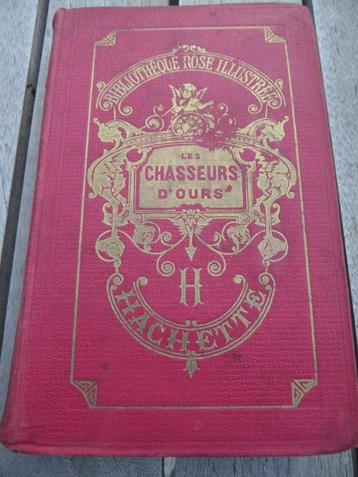 BIBLIOTHÈQUE ROSE ILLUSTRÉE
LES
CHASSEURS
D'OURS
H
HACHETTE